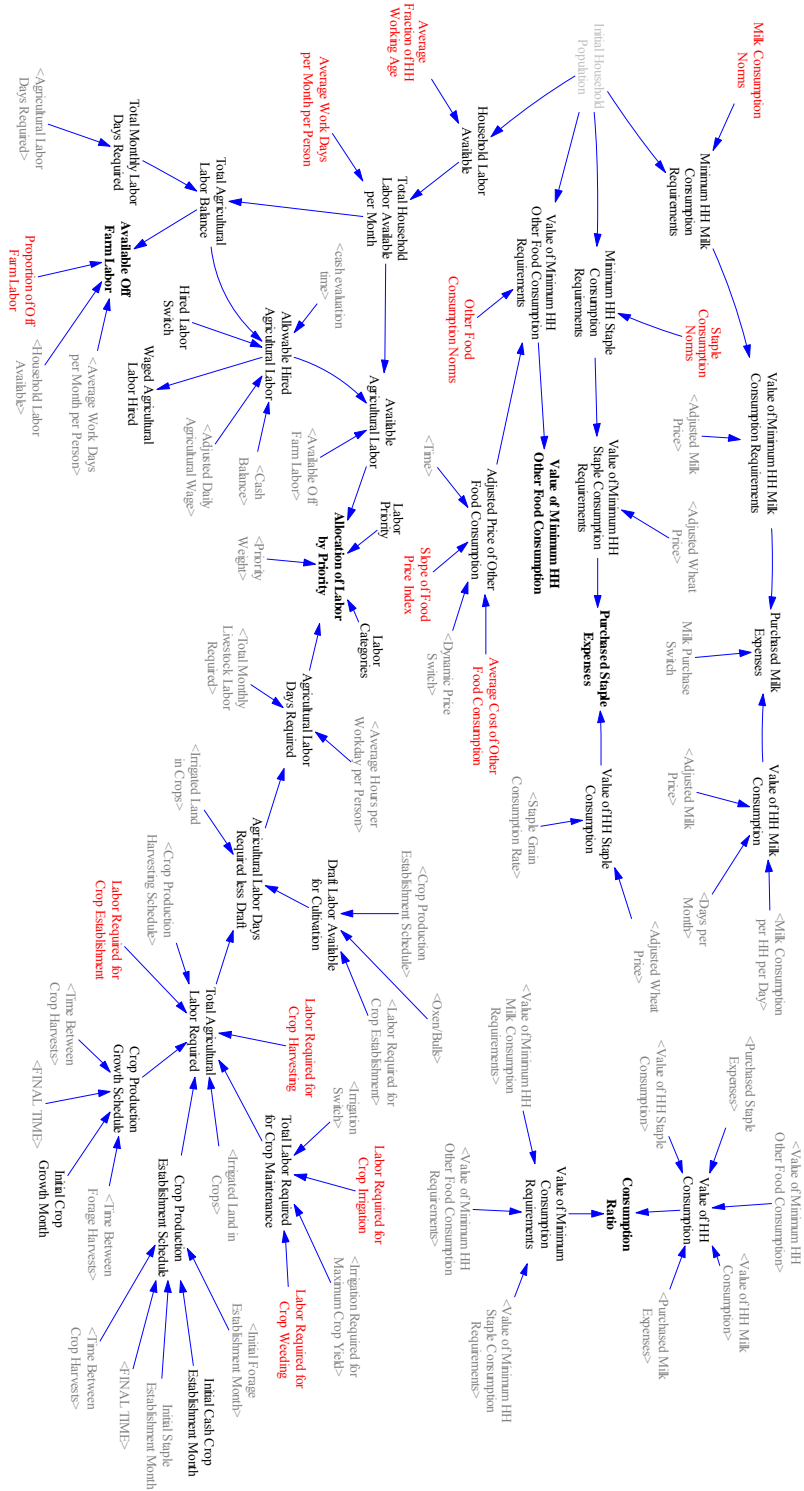 Milk Consumption
Norms
Minimum HH Milk
Consumption
Requirements
Value of Minimum HH Milk
Consumption Requirements
<Adjusted Milk
Price>
Purchased Milk
Expenses
Milk Purchase
Switch
Value of HH Milk
Consumption
<Adjusted Milk
Price>
<Days per
Month>
<Milk Consumption
per HH per Day>
<Value of Minimum HH
Other Food Consumption>
<Purchased Staple
Expenses>
<Value of HH Staple
Consumption>
Value of HH
Consumption
<Value of HH Milk
Consumption>
<Purchased Milk
Expenses>
Consumption
Ratio
Value of Minimum
Consumption
Requirements
<Value of Minimum HH
Milk Consumption
Requirements>
<Value of Minimum HH
Other Food Consumption
Requirements>
<Value of Minimum HH
Staple Consumption
Requirements>
Initial Household
Population
Staple
Consumption
Norms
Minimum HH Staple
Consumption
Requirements
<Adjusted Wheat
Price>
Value of Minimum HH
Staple Consumption
Requirements
Purchased Staple
Expenses
Value of HH Staple
Consumption
<Adjusted Wheat
Price>
<Staple Grain
Consumption Rate>
Value of Minimum HH
Other Food Consumption
Requirements
Value of Minimum HH
Other Food Consumption
Other Food
Consumption Norms
<Time>
Adjusted Price of Other
Food Consumption
Slope of Food
Price Index
<Dynamic Price
Switch>
Average Cost of Other
Food Consumption
Average
Fraction of HH
Working Age
Household Labor
Available
Average Work Days
per Month per Person
Total Household
Labor Available
per Month
<cash evaluation
time>
Available
Agricultural Labor
<Available Off
Farm Labor>
Labor
Priority
Allocation of Labor
by Priority
<Priority
Weight>
Labor
Categories
<Average Hours per
Workday per Person>
Agricultural Labor
Days Required
<Total Monthly
Livestock Labor
Required>
<Crop Production
Establishment Schedule>
<Oxen/Bulls>
Draft Labor Available
for Cultivation
<Labor Required for
Crop Establishment>
Agricultural Labor Days
Required less Draft
<Irrigated Land
in Crops>
Total Agricultural
Labor Balance
Allowable Hired
Agricultural Labor
Hired Labor
Switch
Waged Agricultural
Labor Hired
<Adjusted Daily
Agricultural Wage>
<Cash
Balance>
Total Monthly Labor
Days Required
<Agricultural Labor
Days Required>
Available Off
Farm Labor
Proportion of Off
Farm Labor
<Household Labor
Available>
<Average Work Days
per Month per Person>
Labor Required for
Crop Harvesting
<Irrigation
Switch>
Labor Required for
Crop Irrigation
<Irrigation Required for
Maximum Crop Yield>
Total Labor Required
for Crop Maintenance
Labor Required for
Crop Weeding
<Crop Production
Harvesting Schedule>
Labor Required for
Crop Establishment
Total Agricultural
Labor Required
<Irrigated Land in
Crops>
<Time Between
Crop Harvests>
<FINAL TIME>
Crop Production
Growth Schedule
Initial Crop
Growth Month
<Time Between
Forage Harvests>
Crop Production
Establishment Schedule
<Initial Forage
Establishment Month>
Initial Cash Crop
Establishment Month
Initial Staple
Establishment Month
<FINAL TIME>
<Time Between
Crop Harvests>